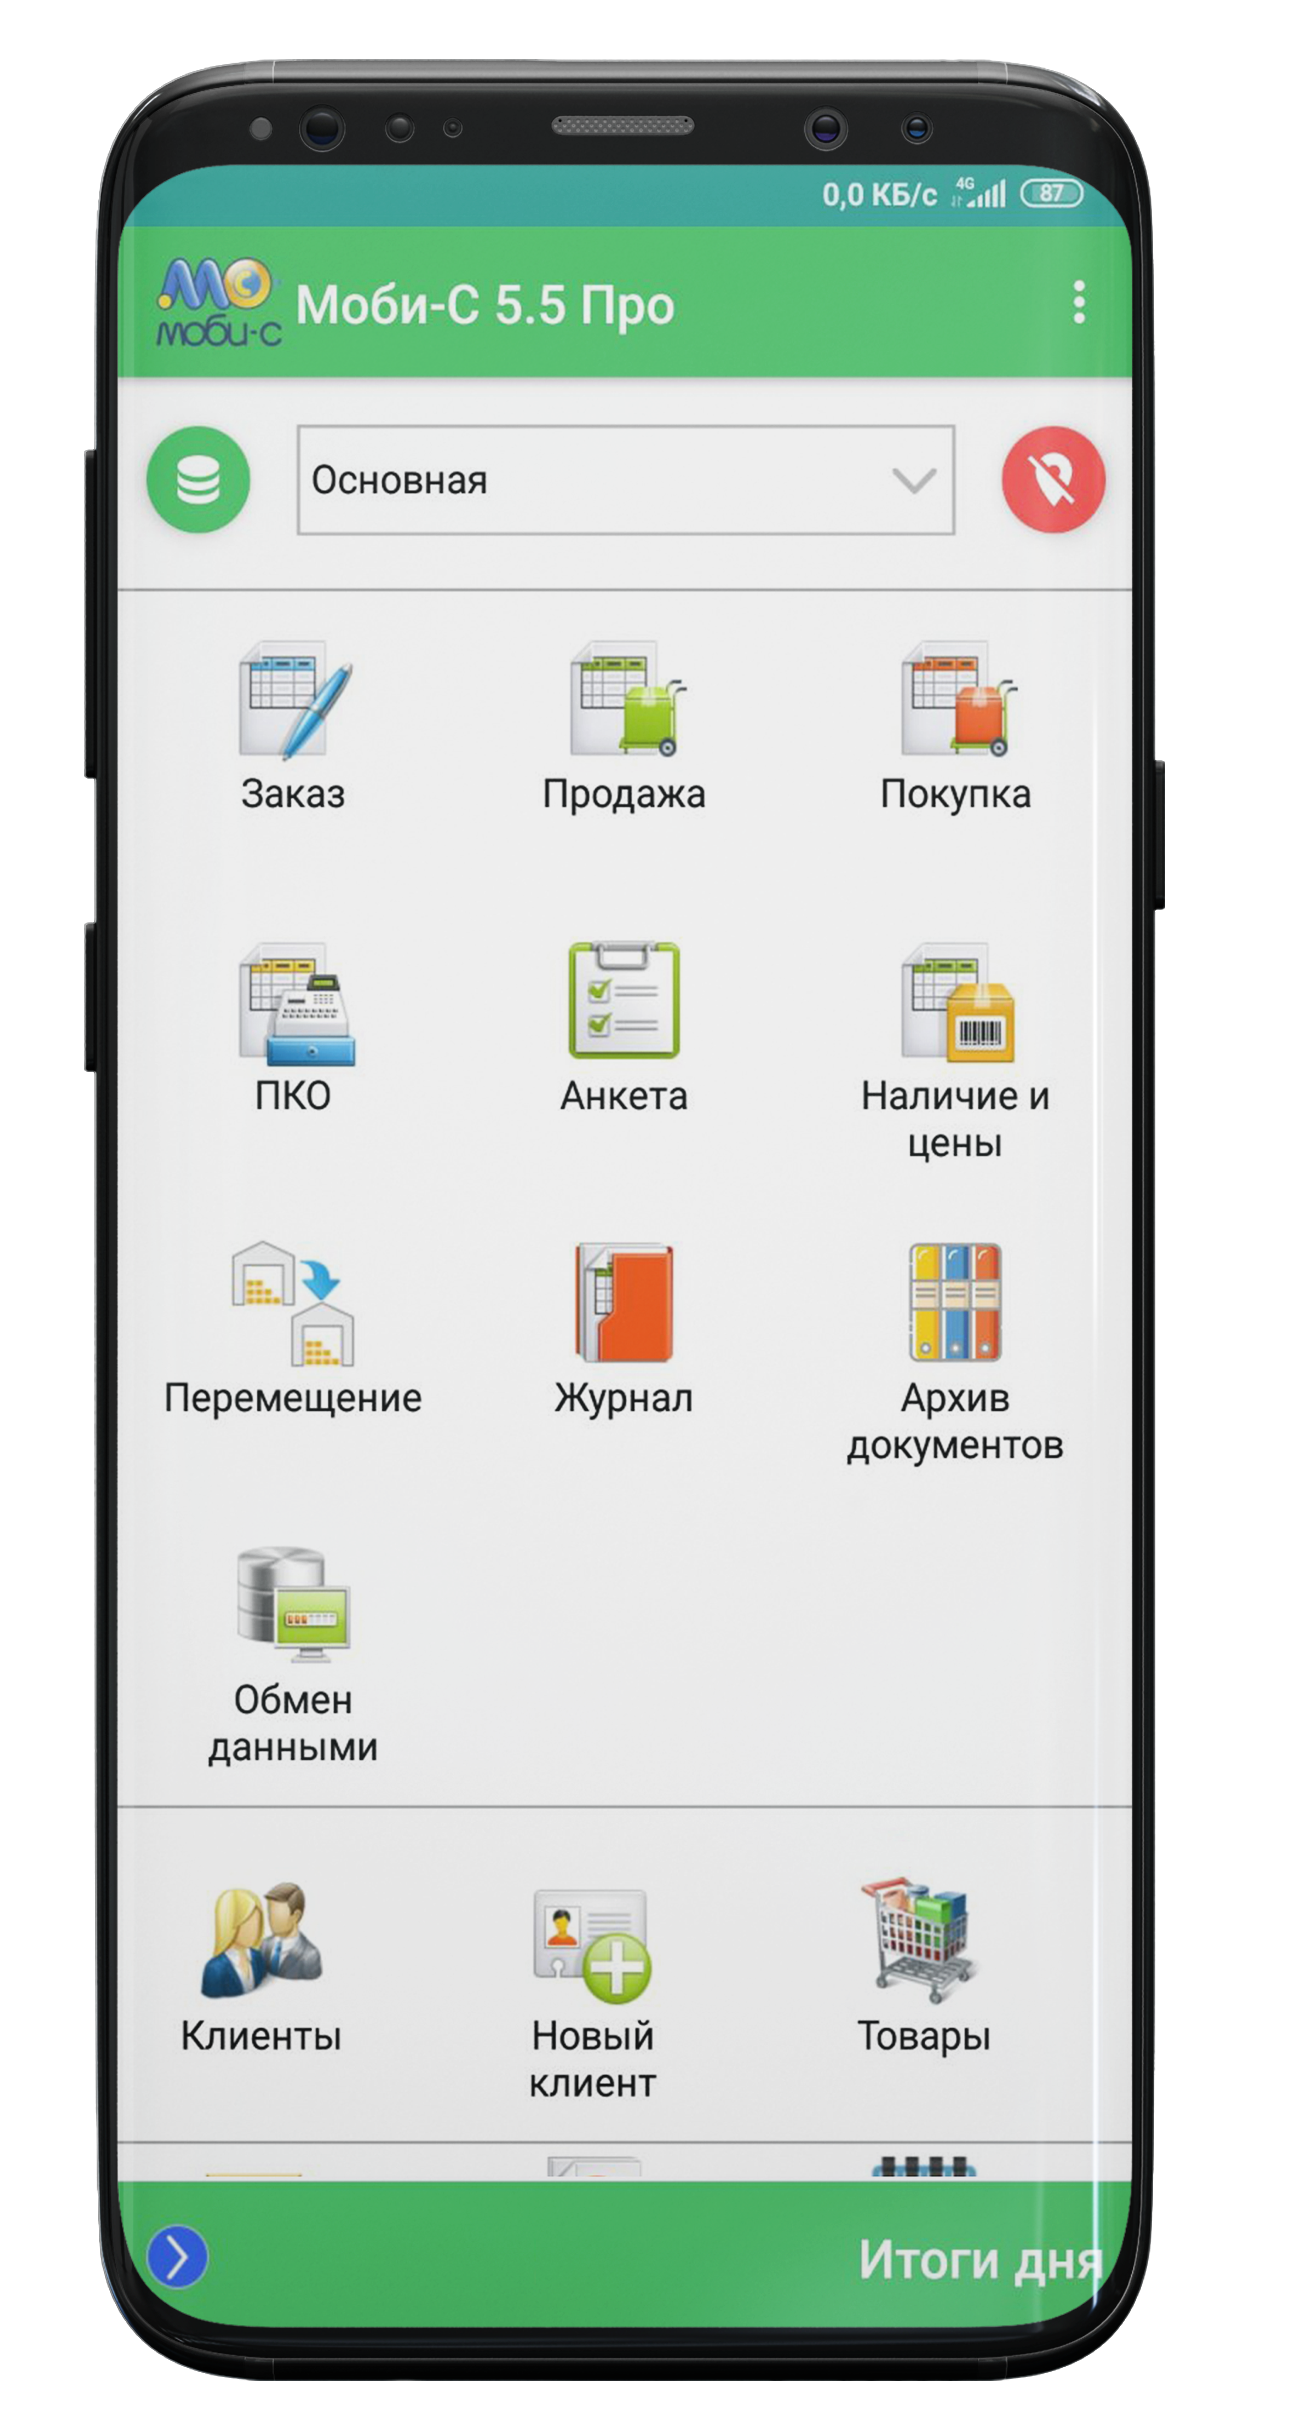 0,0 КБ/с 4G 87
моби-с
Моби-С 5.5 Про
Основная
Заказ
Продажа
Покупка
ПКО
Анкета
Наличие и
цены
Перемещение
Журнал
Архив
документов
Обмен
данными
Клиенты
Новый
клиент
Товары
Итоги дня